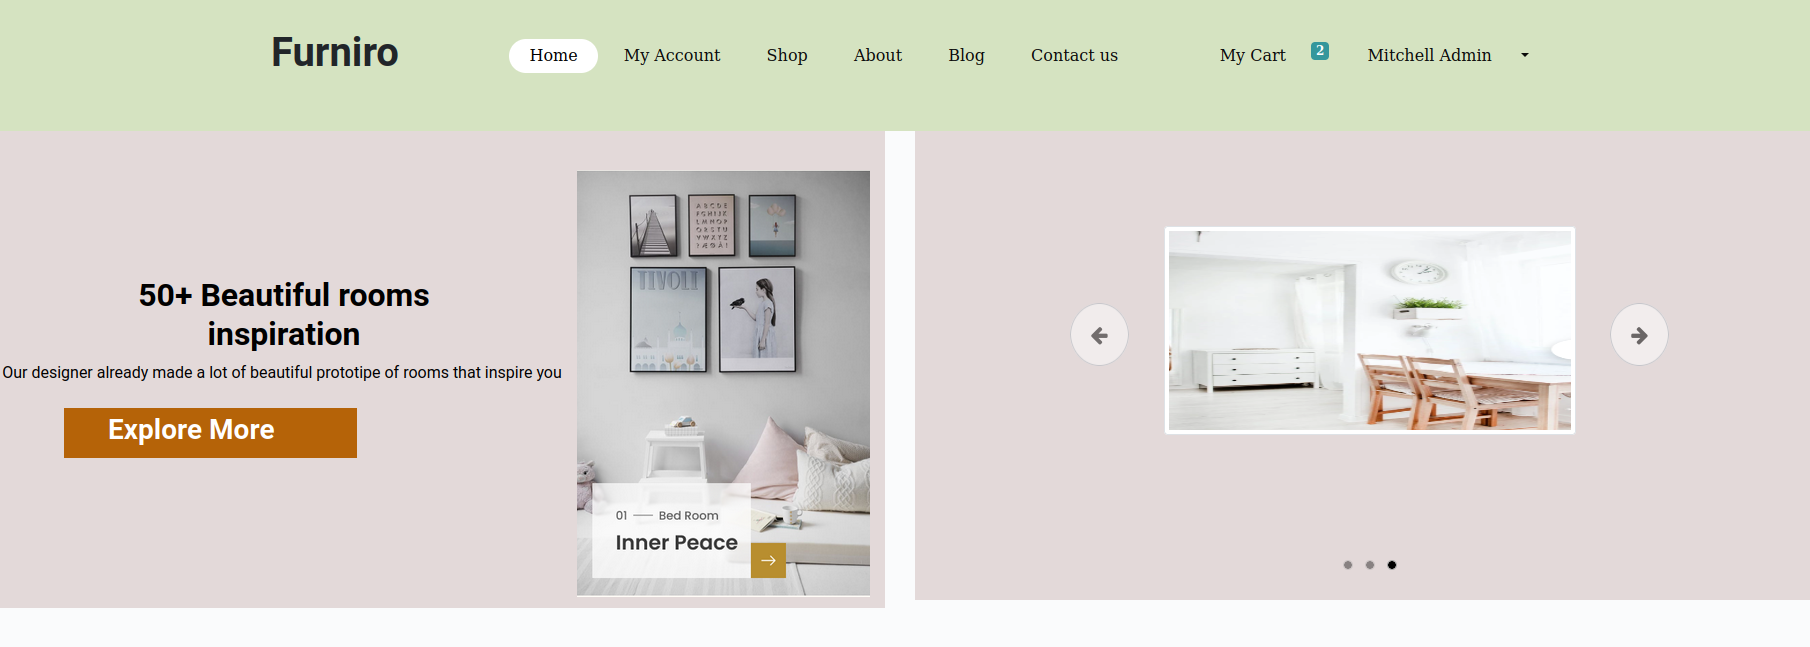 Furniro
Home
My Account
Shop
About
Blog
Contact us
My Cart
2
Mitchell Admin
50+ Beautiful rooms
inspiration
Our designer already made a lot of beautiful prototipe of rooms that inspire you
Explore More
TIVOLI
01 — Bed Room
Inner Peace